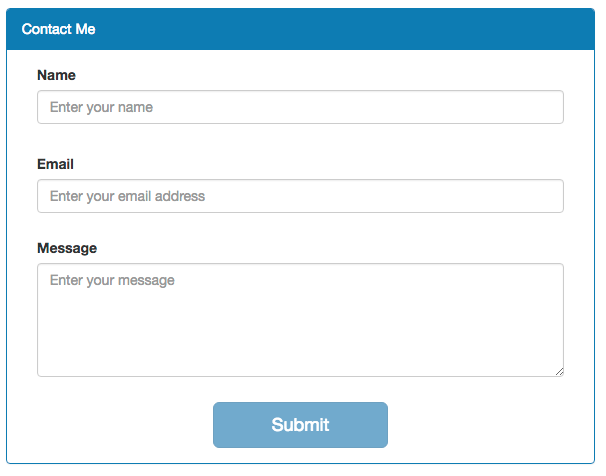 Contact Me
Name
Enter your name
Email
Enter your email address
Message
Enter your message
Submit